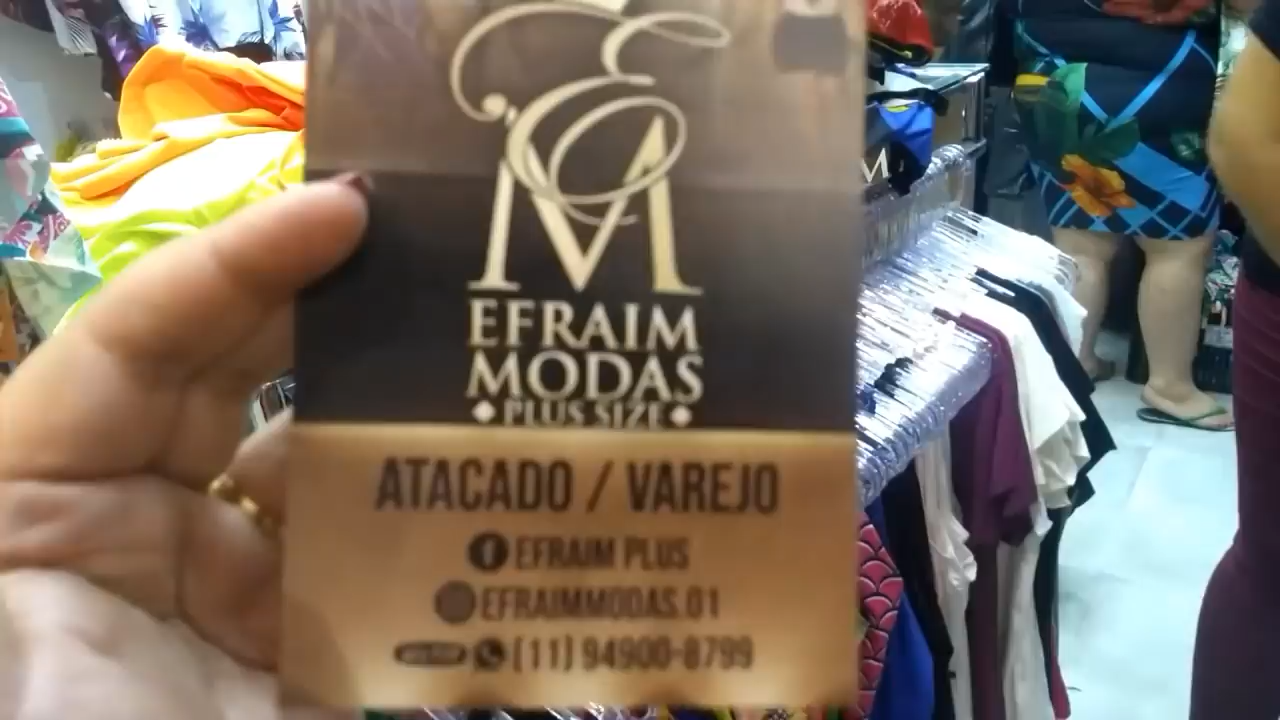 EM
EFRAIM
MODAS
PLUS SIZE
ATACADO / VAREJO
EFRAIM PLUS
EFRAIMMODAS.01
(11) 94900-8799
M